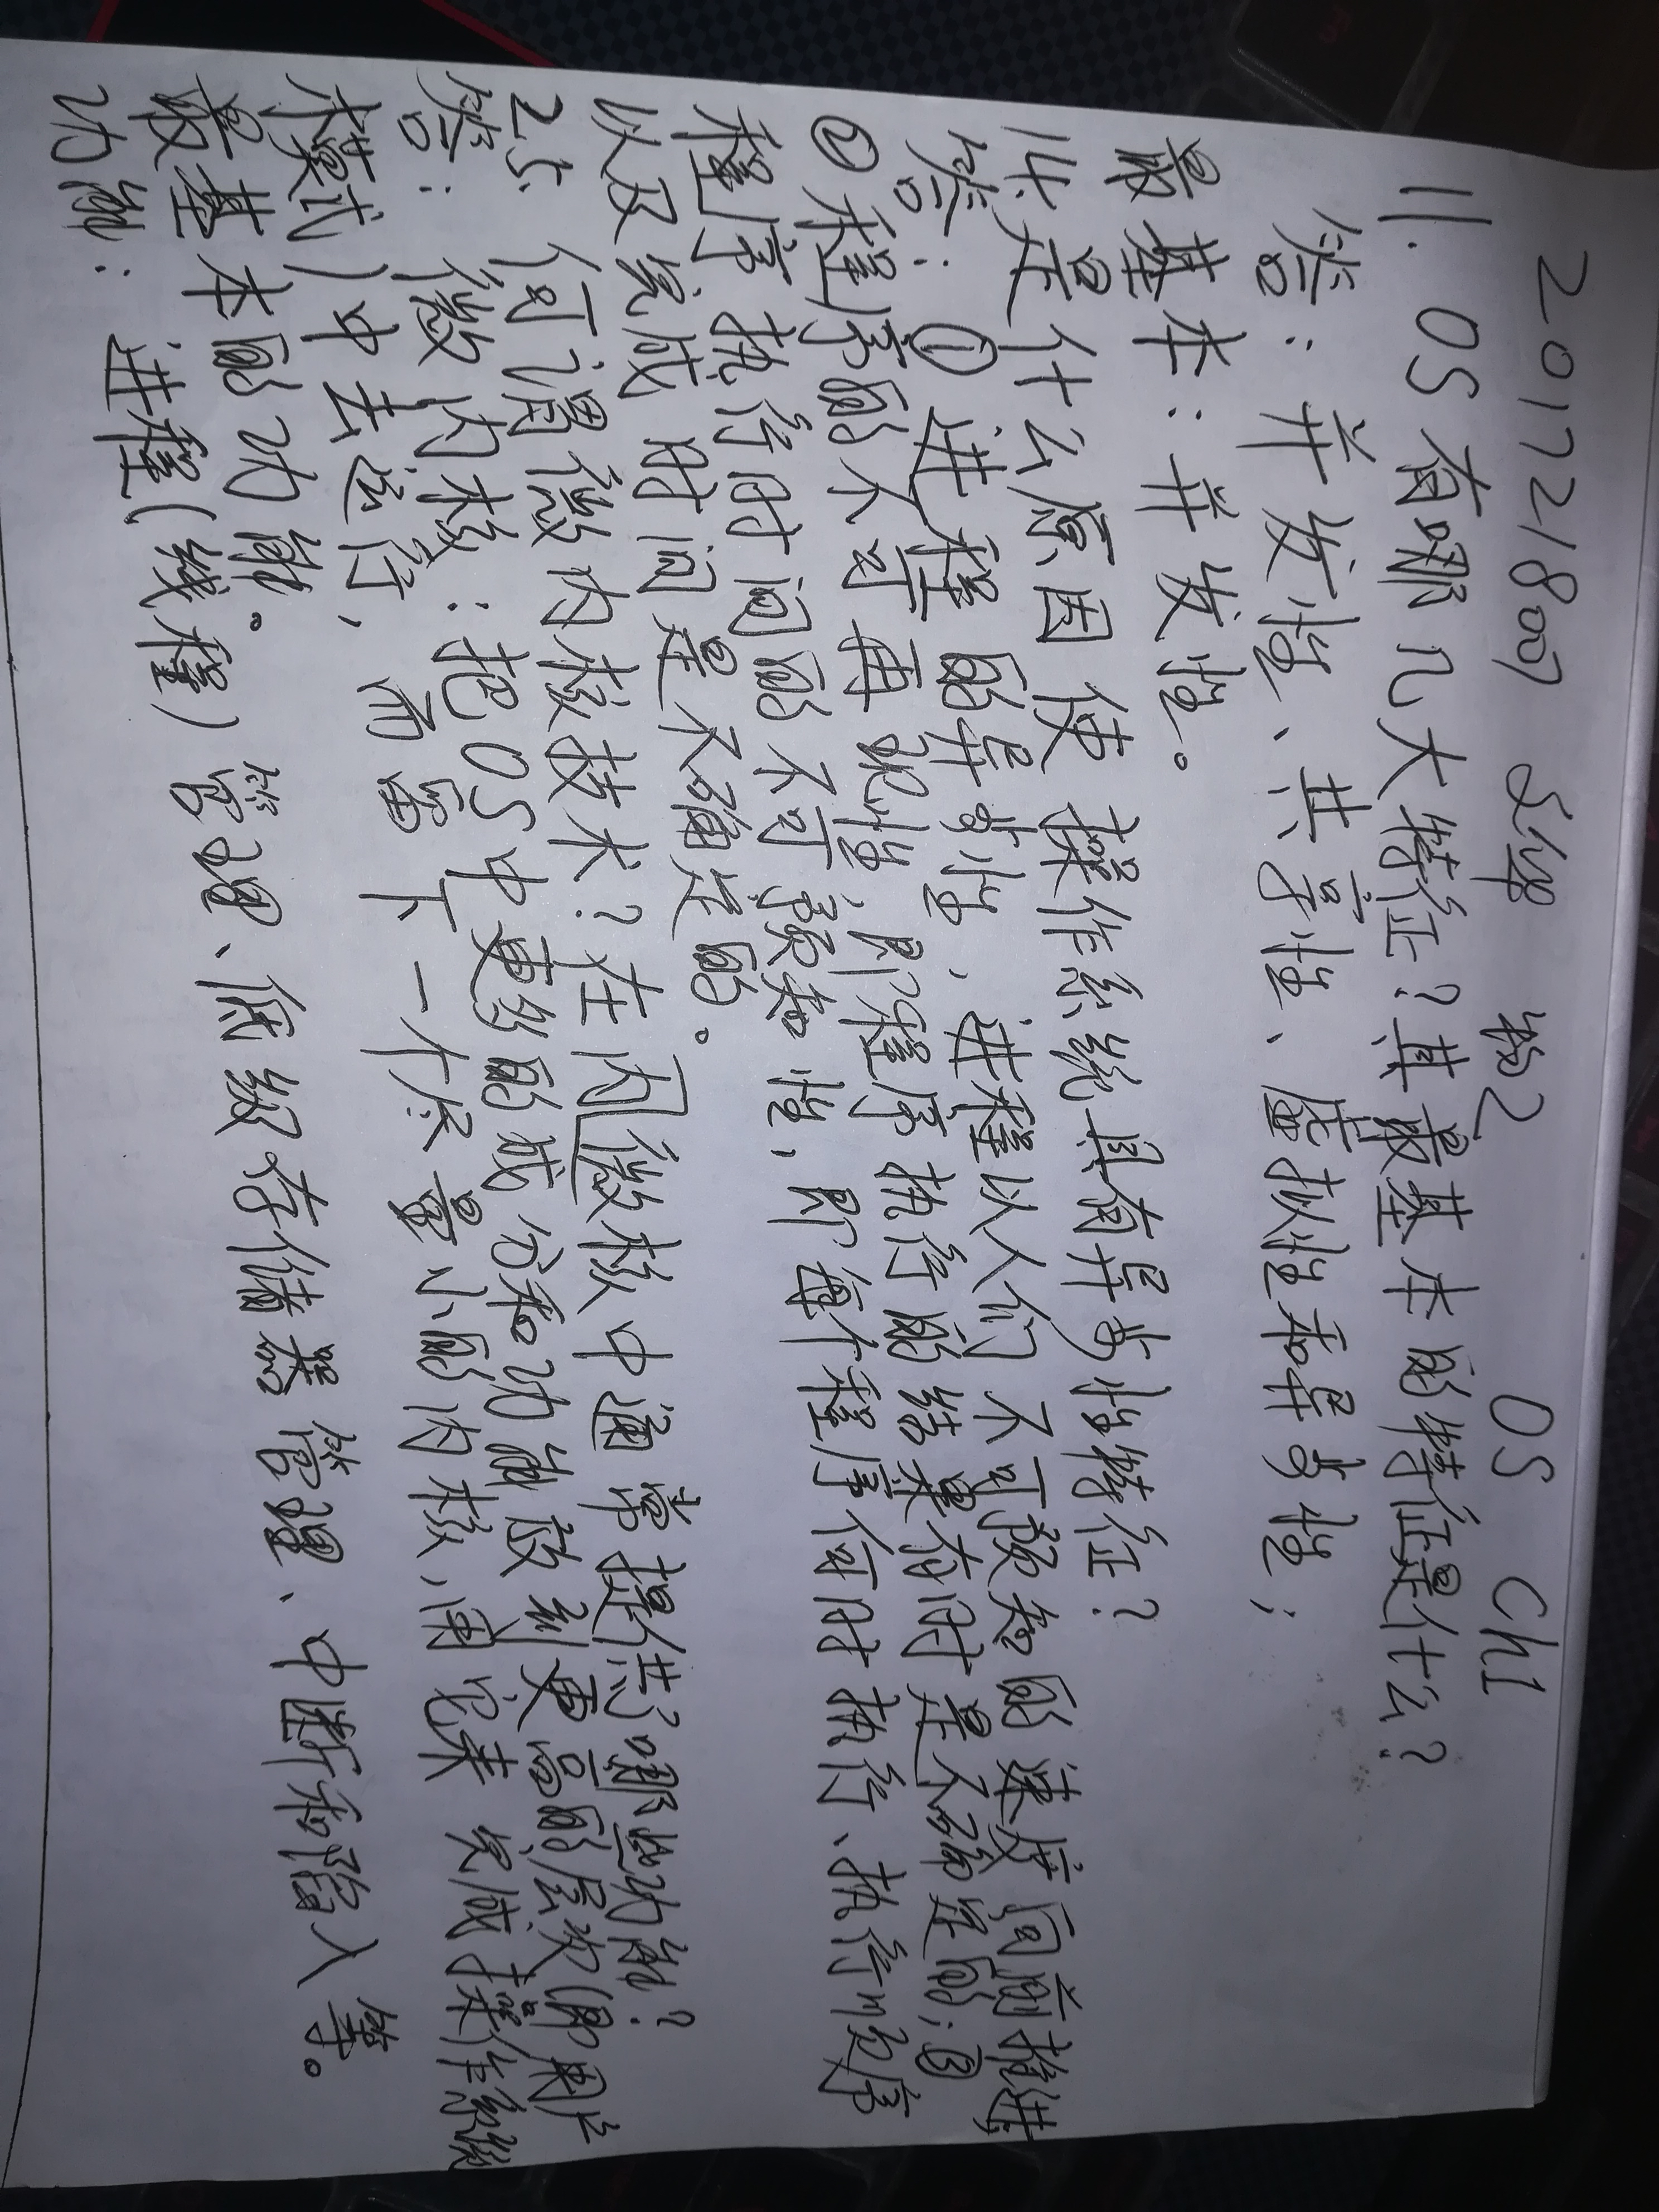 2017218007 文华 物2 OS Ch1
11. OS有哪几大特征?其最基本的特征是什么?
答:并发性、共享性、虚拟性和异步性;
最基本:并发性。
14.是什么原因使操作系统具有异步性特征?
答:①进程的异步性,进程以人们不可预知的速度向前推进;
②程序的不可再现性,即程序执行的结果有时是不确定的;③
程序执行时间的不可预知性,即每个程序何时执行、执行顺序
以及完成时间是不确定的。
25.何谓微内核技术?在内微核中通常提供了哪些功能?
答:微内核:把OS中更多的成分和功能放到更高的层次(即用户
模式)中去运行,而留下一个尽量小的内核,用它来完成操作系统
最基本的功能。
功能:进程(线程)管理、低级存储器管理、中断和陷入等。